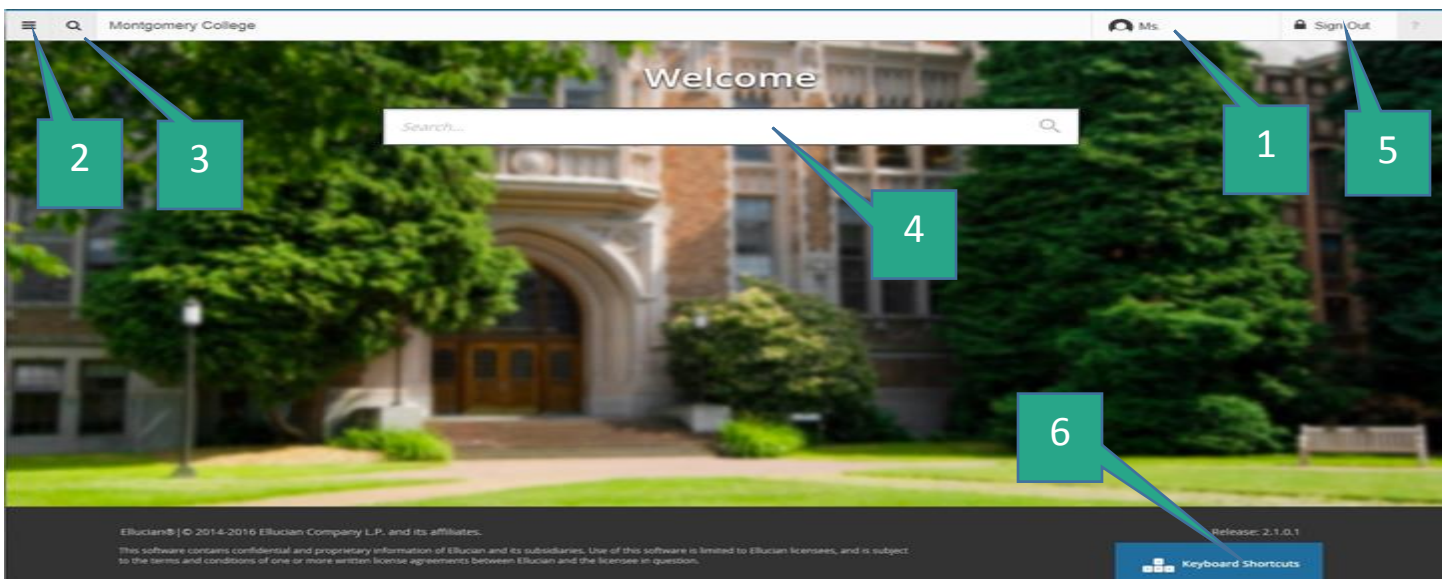 Montgomery College
Ms.
Sign Out
?
Welcome
Search...
2
3
1
5
4
6
Ellucian®|© 2014-2016 Ellucian Company L.P. and its affiliates.
Release: 2.1.0.1
This software contains confidential and proprietary information of Ellucian and its subsidiaries. Use of this software is limited to Ellucian licensees, and is subject
to the terms and conditions of one or more written license agreements between Ellucian and the licensee in question.
Keyboard Shortcuts